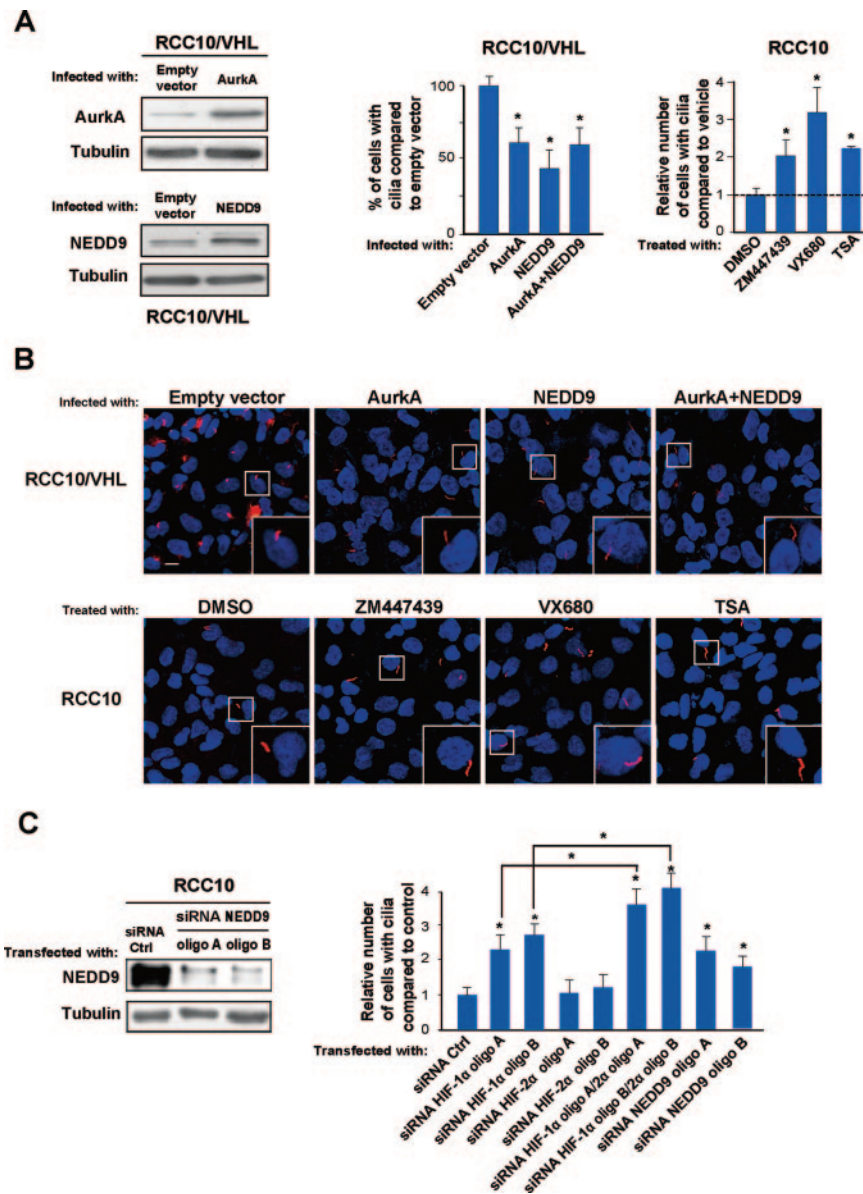 A
RCC10/VHL
Infected with:
Empty vector
AurkA
AurkA
Tubulin
Infected with:
Empty vector
NEDD9
NEDD9
Tubulin
RCC10/VHL
RCC10/VHL
% of cells with
cilia compared
to empty vector
100
50
0
Infected with:
Empty vector
AurkA
NEDD9
AurkA+NEDD9
RCC10
Relative number
of cells with cilia
compared to vehicle
4
3
2
1
0
* * * * * *
Treated with:
DMSO
ZM447439
VX680
TSA
B
Infected with:
Empty vector
AurkA
NEDD9
AurkA+NEDD9
RCC10/VHL
Treated with:
DMSO
ZM447439
VX680
TSA
RCC10
C
RCC10
siRNA Ctrl
siRNA NEDD9
Transfected with:
oligo A oligo B
NEDD9
Tubulin
Relative number
of cells with cilia
compared to control
4
3
2
1
0
* * * * * * * *
Transfected with:
siRNA Ctrl
siRNA HIF-1α oligo A
siRNA HIF-1α oligo B
siRNA HIF-2α oligo A
siRNA HIF-2α oligo B
siRNA HIF-1α oligo A/2α oligo A
siRNA HIF-1α oligo B/2α oligo B
siRNA NEDD9 oligo A
siRNA NEDD9 oligo B